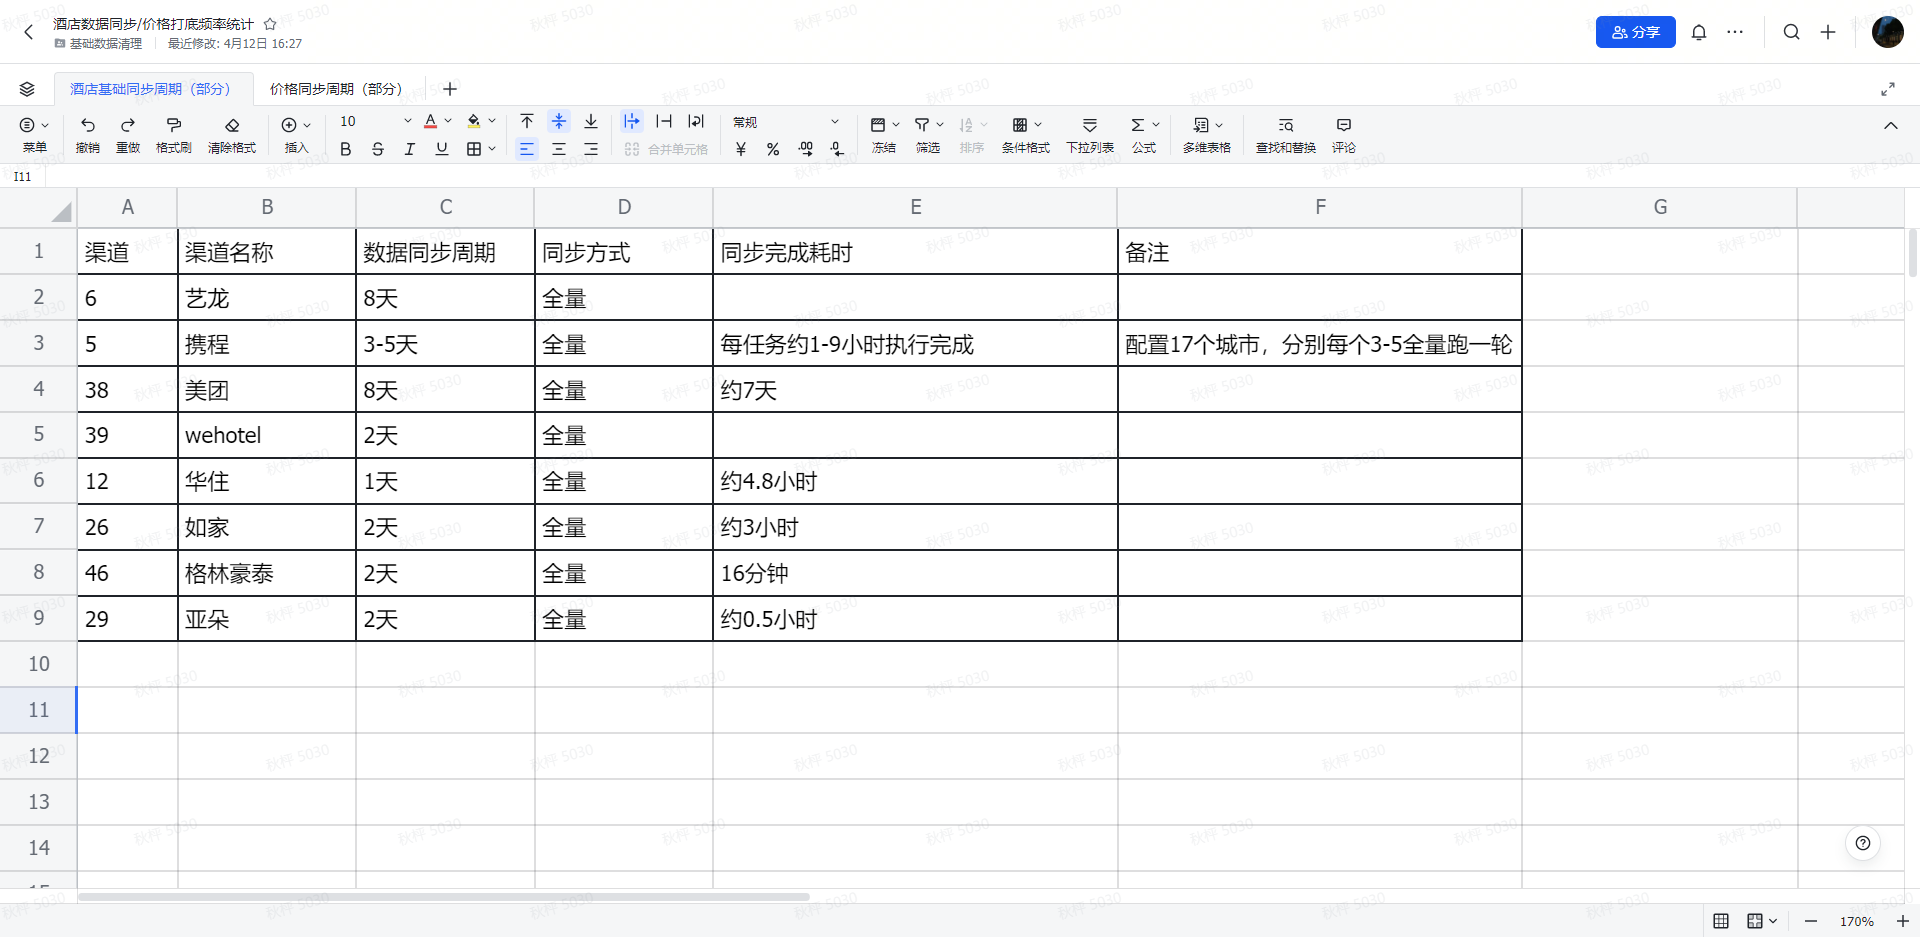 酒店数据同步/价格打底频率统计
基础数据清理 最近修改: 4月12日 16:27
分享
酒店基础同步周期（部分） 价格同步周期（部分）
菜单 撤销 重做 格式刷 清除格式 插入 10 合并单元格 常规 冻结 筛选 排序 条件格式 下拉列表 公式 多维表格 查找和替换 评论
I11
A B C D E F G
1 渠道 渠道名称 数据同步周期 同步方式 同步完成耗时 备注
2 6 艺龙 8天 全量
3 5 携程 3-5天 全量 每任务约1-9小时执行完成 配置17个城市，分别每个3-5全量跑一轮
4 38 美团 8天 全量 约7天
5 39 wehotel 2天 全量
6 12 华住 1天 全量 约4.8小时
7 26 如家 2天 全量 约3小时
8 46 格林豪泰 2天 全量 16分钟
9 29 亚朵 2天 全量 约0.5小时
10
11
12
13
14
15
170%
秋枰 5030